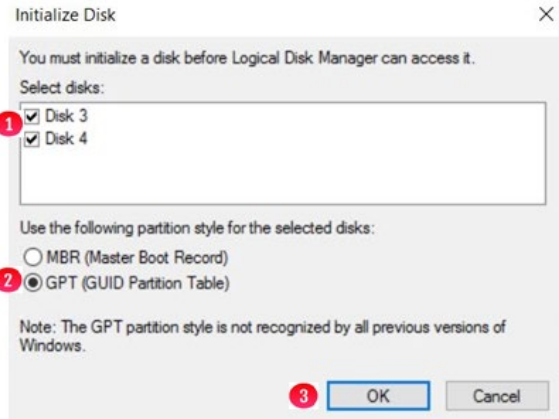 Initialize Disk
You must initialize a disk before Logical Disk Manager can access it.
Select disks:
1
Disk 3
Disk 4
Use the following partition style for the selected disks:
MBR (Master Boot Record)
2 GPT (GUID Partition Table)
Note: The GPT partition style is not recognized by all previous versions of
Windows.
3 OK Cancel